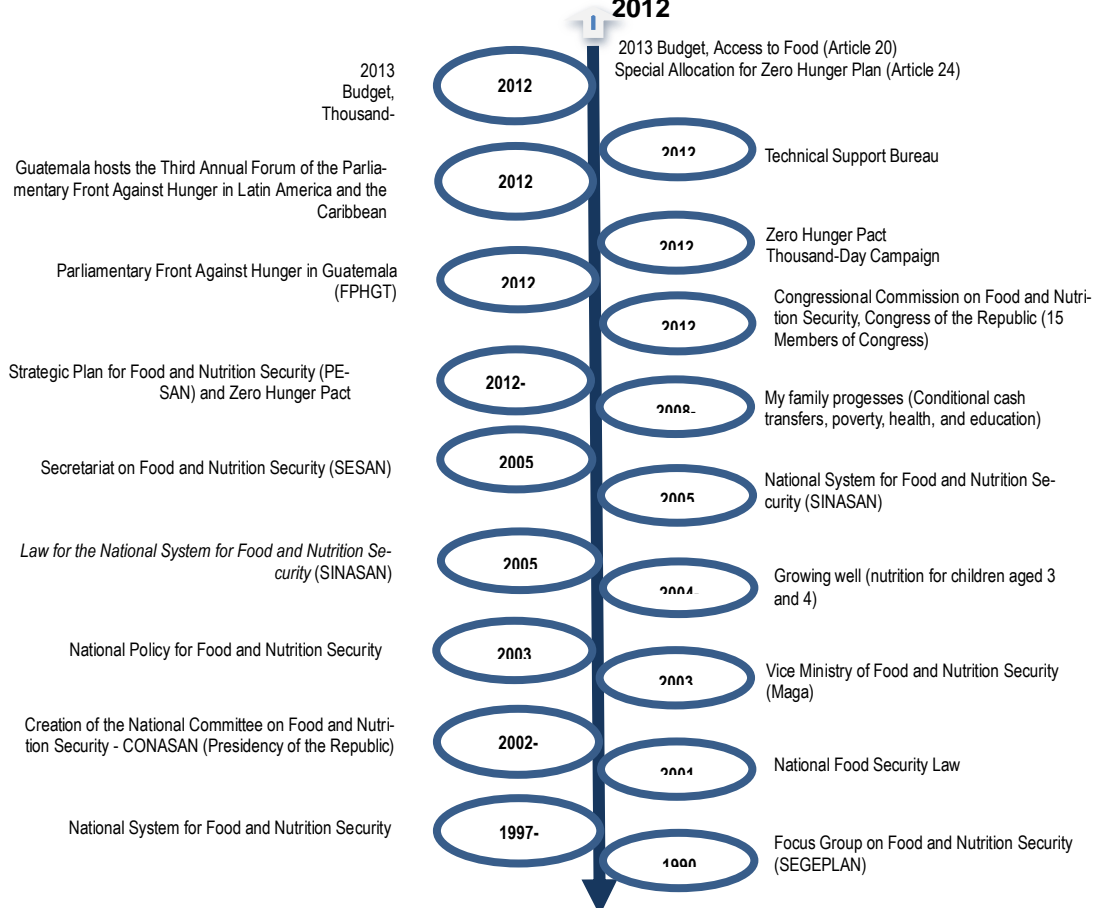 2012
2013 Budget, Access to Food (Article 20)
Special Allocation for Zero Hunger Plan (Article 24)
2013
Budget,
Thousand-
2012
2012
Technical Support Bureau
Guatemala hosts the Third Annual Forum of the Parlia-
mentary Front Against Hunger in Latin America and the
Caribbean
2012
2012
Zero Hunger Pact
Thousand-Day Campaign
Parliamentary Front Against Hunger in Guatemala
(FPHGT)
2012
2012
Congressional Commission on Food and Nutri-
tion Security, Congress of the Republic (15
Members of Congress)
Strategic Plan for Food and Nutrition Security (PE-
SAN) and Zero Hunger Pact
2012-
2008-
My family progesses (Conditional cash
transfers, poverty, health, and education)
Secretariat on Food and Nutrition Security (SESAN)
2005
2005
National System for Food and Nutrition Se-
curity (SINASAN)
Law for the National System for Food and Nutrition Se-
curity (SINASAN)
2005
2004-
Growing well (nutrition for children aged 3
and 4)
National Policy for Food and Nutrition Security
2003
2003
Vice Ministry of Food and Nutrition Security
(Maga)
Creation of the National Committee on Food and Nutri-
tion Security - CONASAN (Presidency of the Republic)
2002-
2001
National Food Security Law
National System for Food and Nutrition Security
1997-
1990
Focus Group on Food and Nutrition Security
(SEGEPLAN)